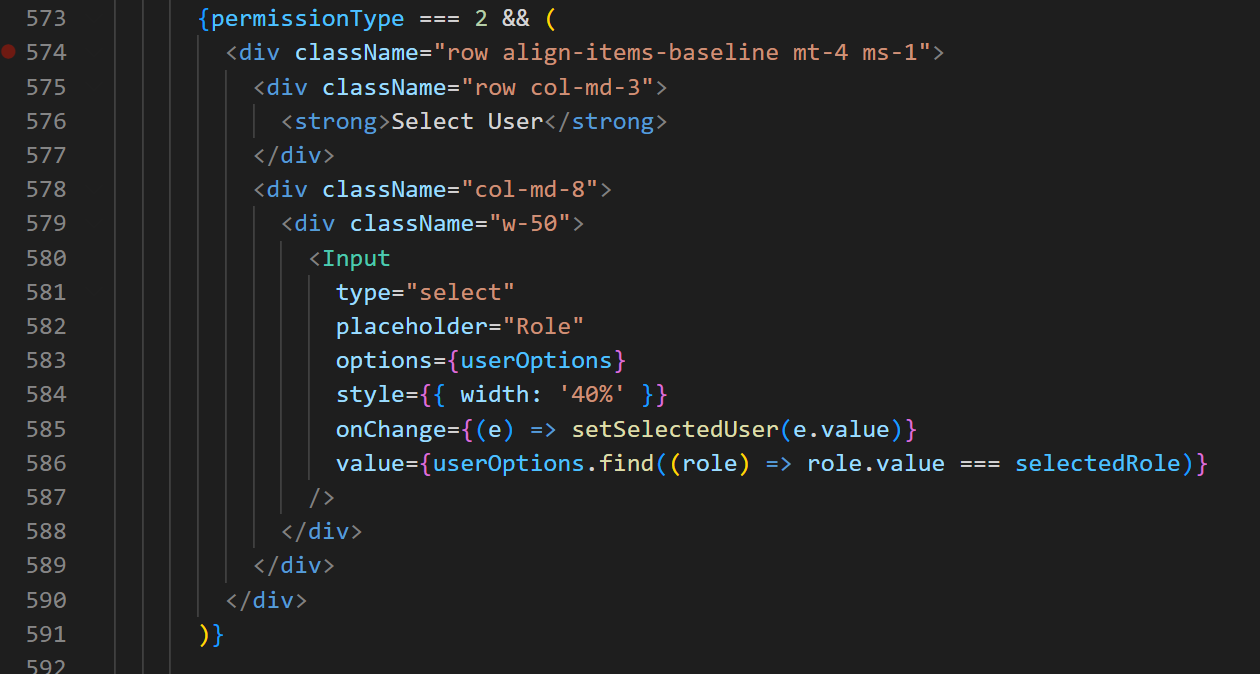 573 {permissionType === 2 && (
574 <div className="row align-items-baseline mt-4 ms-1">
575 <div className="row col-md-3">
576 <strong>Select User</strong>
577 </div>
578 <div className="col-md-8">
579 <div className="w-50">
580 <Input
581 type="select"
582 placeholder="Role"
583 options={userOptions}
584 style={{ width: '40%' }}
585 onChange={(e) => setSelectedUser(e.value)}
586 value={userOptions.find((role) => role.value === selectedRole)}
587 />
588 </div>
589 </div>
590 </div>
591 )}
592